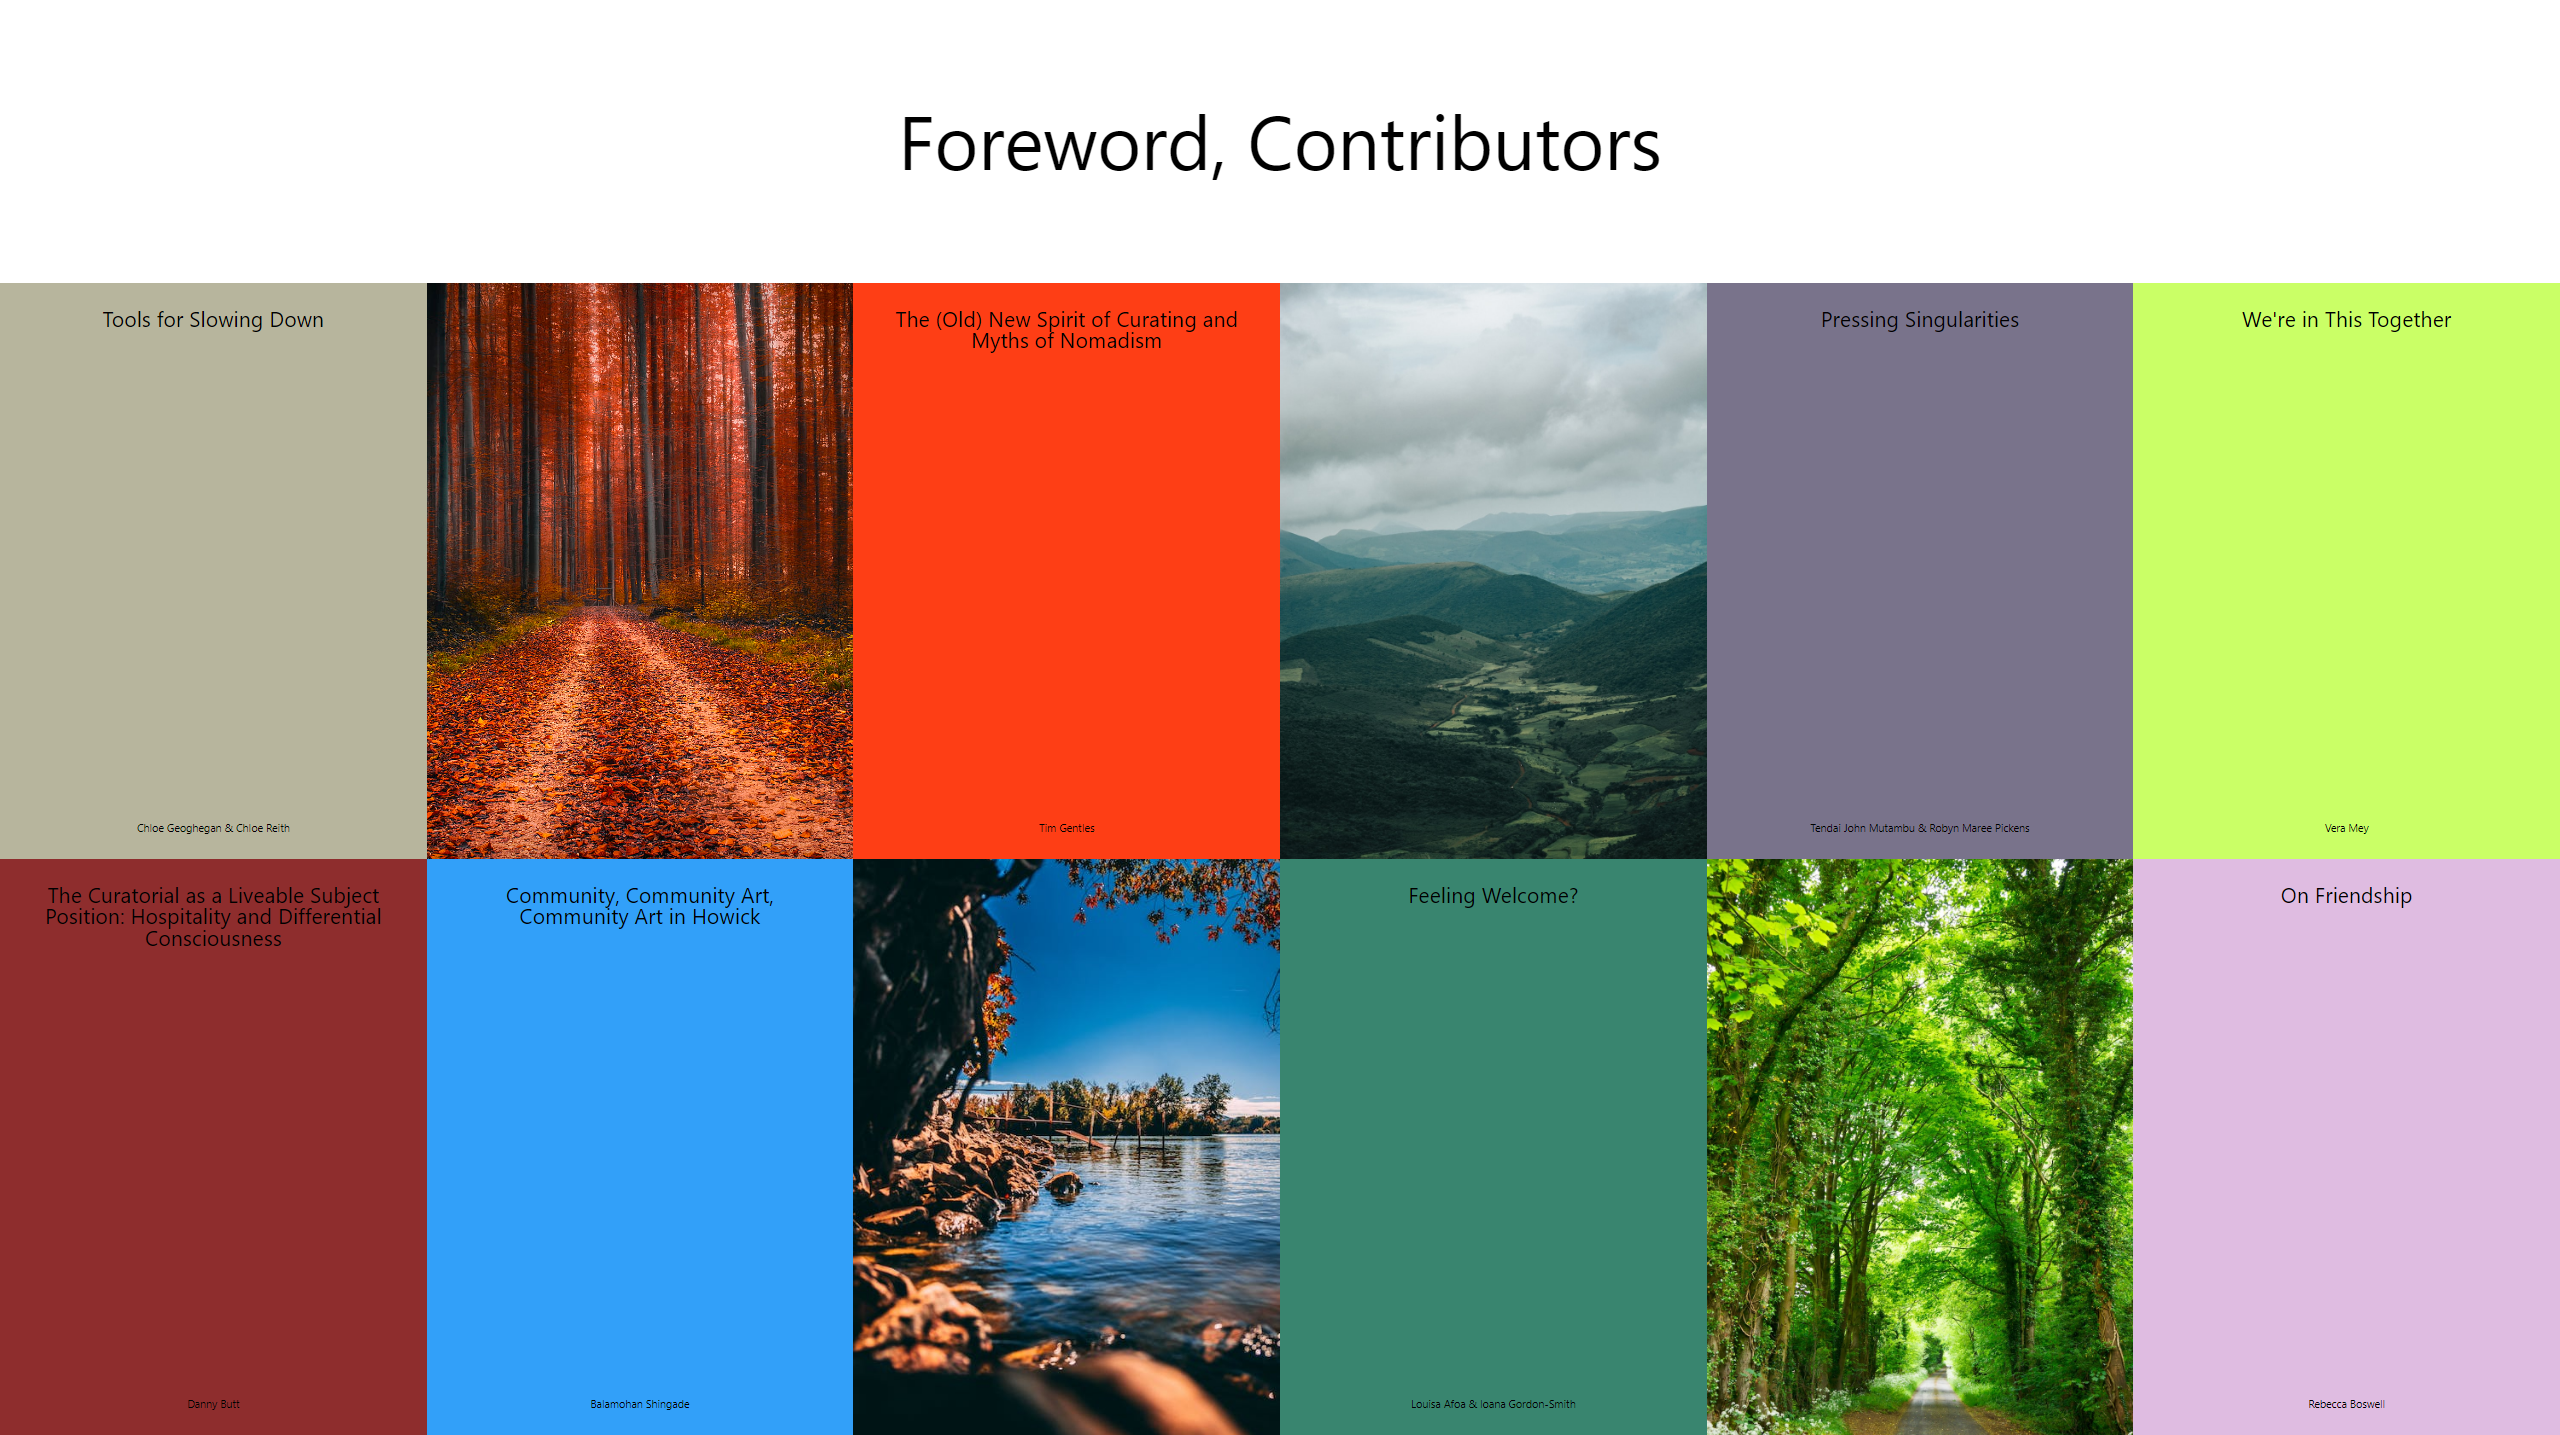 Foreword, Contributors
Tools for Slowing Down
Chloe Geoghegan & Chloe Reith
The (Old) New Spirit of Curating and
Myths of Nomadism
Tim Gentles
Pressing Singularities
Tendai John Mutambu & Robyn Maree Pickens
We're in This Together
Vera Mey
The Curatorial as a Liveable Subject
Position: Hospitality and Differential
Consciousness
Danny Butt
Community, Community Art,
Community Art in Howick
Balamohan Shingade
Feeling Welcome?
Louisa Afoa & Ioana Gordon-Smith
On Friendship
Rebecca Boswell